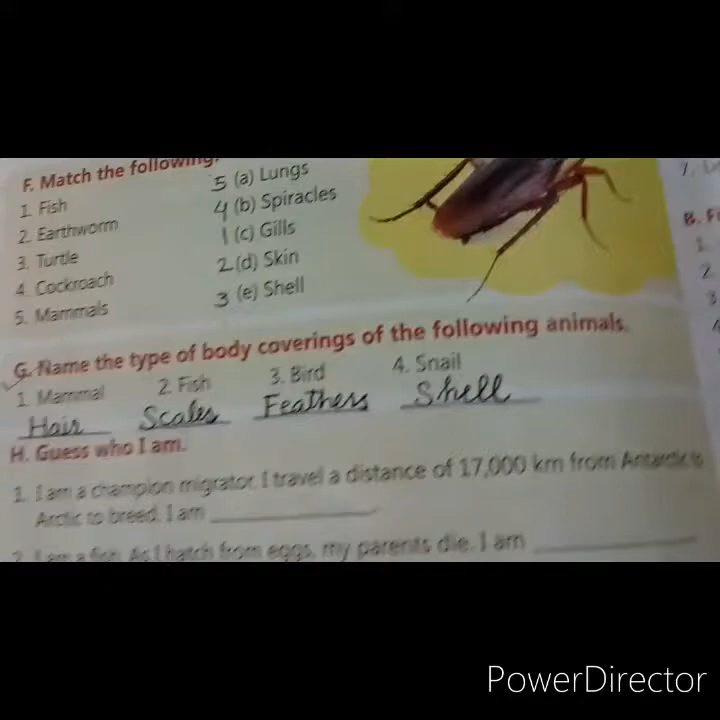 F. Match the following.
1. Fish 5 (a) Lungs
2. Earthworm 4 (b) Spiracles
3. Turtle 1 (c) Gills
4. Cockroach 2 (d) Skin
5. Mammals 3 (e) Shell
G. Name the type of body coverings of the following animals.
1. Mammal 2. Fish 3. Bird 4. Snail
Hair Scales Feathers Shell
H. Guess who I am.
1. I am a champion migrator. I travel a distance of 17,000 km from Antarctic to
Arctic to breed. I am
2. I am a fish. As I hatch from eggs, my parents die. I am
7.
B.
1.
2.
3
PowerDirector